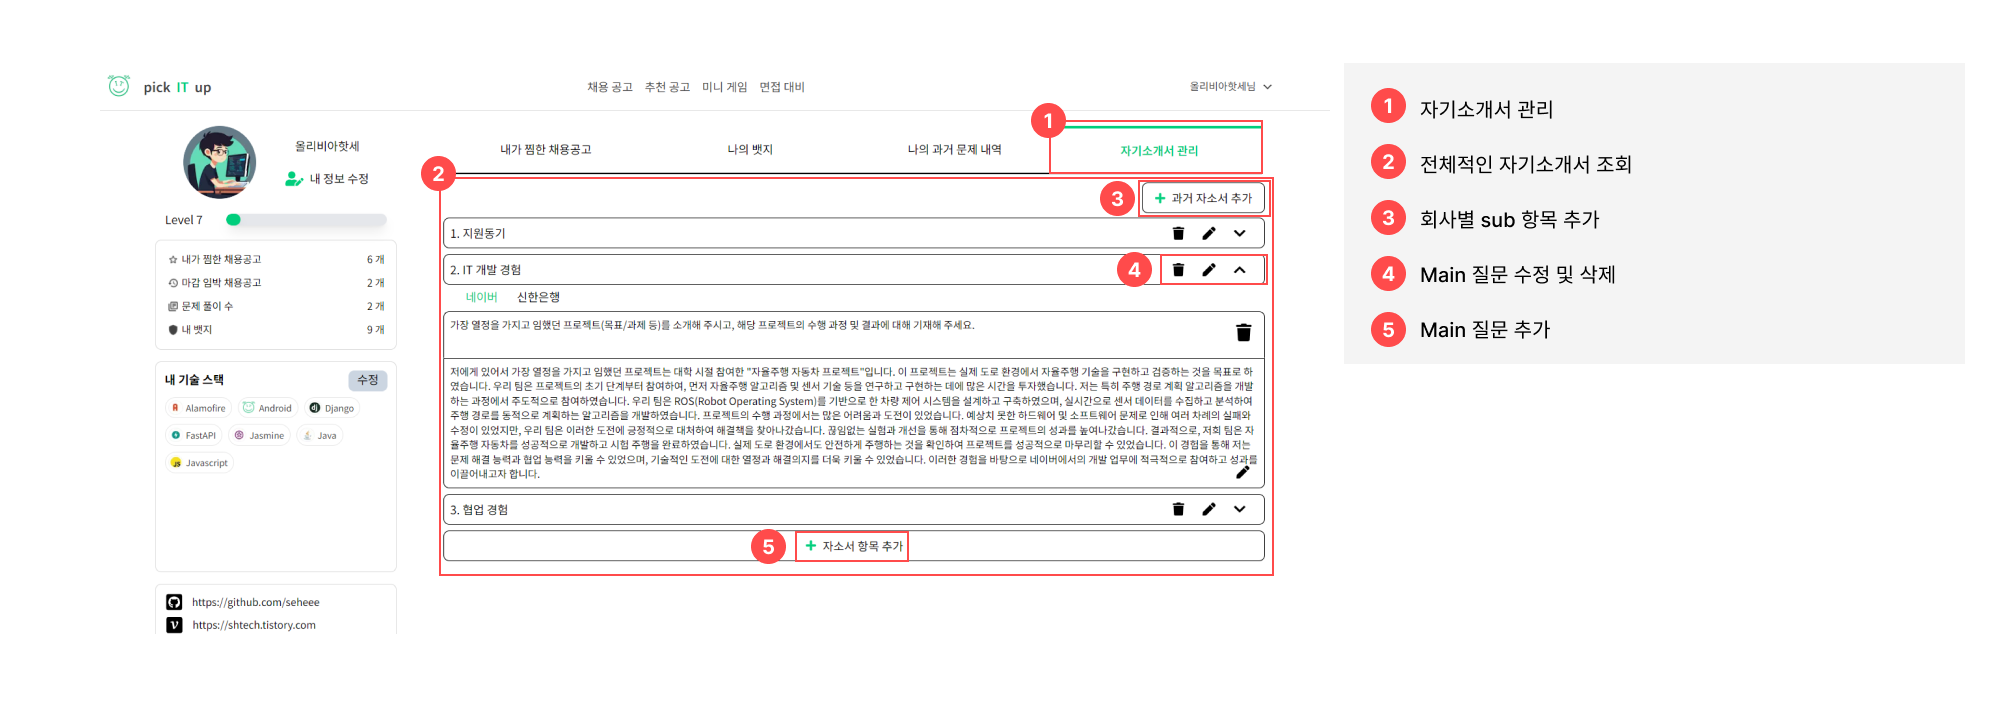 pick IT up
채용 공고 추천 공고 미니 게임 면접 대비
올리비아핫세님
올리비아핫세
내 정보 수정
Level 7
내가 찜한 채용공고 6 개
마감 임박 채용공고 2 개
문제 풀이 수 2 개
내 뱃지 9 개
내 기술 스택 수정
Alamofire Android Django
FastAPI Jasmine Java
JS Javascript
https://github.com/seheee
https://shtech.tistory.com
내가 찜한 채용공고 나의 뱃지 나의 과거 문제 내역 자기소개서 관리
1
2
3
+ 과거 자소서 추가
1. 지원동기
2. IT 개발 경험
4
네이버 신한은행
가장 열정을 가지고 임했던 프로젝트(목표/과제 등)를 소개해 주시고, 해당 프로젝트의 수행 과정 및 결과에 대해 기재해 주세요.
저에게 있어서 가장 열정을 가지고 임했던 프로젝트는 대학 시절 참여한 "자율주행 자동차 프로젝트"입니다. 이 프로젝트는 실제 도로 환경에서 자율주행 기술을 구현하고 검증하는 것을 목표로 하
였습니다. 우리 팀은 프로젝트의 초기 단계부터 참여하여, 먼저 자율주행 알고리즘 및 센서 기술 등을 연구하고 구현하는 데에 많은 시간을 투자했습니다. 저는 특히 주행 경로 계획 알고리즘을 개발
하는 과정에서 주도적으로 참여하였습니다. 우리 팀은 ROS(Robot Operating System)를 기반으로 한 차량 제어 시스템을 설계하고 구축하였으며, 실시간으로 센서 데이터를 수집하고 분석하여
주행 경로를 동적으로 계획하는 알고리즘을 개발하였습니다. 프로젝트의 수행 과정에서는 많은 어려움과 도전이 있었습니다. 예상치 못한 하드웨어 및 소프트웨어 문제로 인해 여러 차례의 실패와
수정이 있었지만, 우리 팀은 이러한 도전에 긍정적으로 대처하여 해결책을 찾아나갔습니다. 끊임없는 실험과 개선을 통해 점차적으로 프로젝트의 성과를 높여나갔습니다. 결과적으로, 저희 팀은 자
율주행 자동차를 성공적으로 개발하고 시험 주행을 완료하였습니다. 실제 도로 환경에서도 안전하게 주행하는 것을 확인하여 프로젝트를 성공적으로 마무리할 수 있었습니다. 이 경험을 통해 저는
문제 해결 능력과 협업 능력을 키울 수 있었으며, 기술적인 도전에 대한 열정과 해결의지를 더욱 키울 수 있었습니다. 이러한 경험을 바탕으로 네이버에서의 개발 업무에 적극적으로 참여하고 성과를
이끌어내고자 합니다.
3. 협업 경험
5
+ 자소서 항목 추가
1 자기소개서 관리
2 전체적인 자기소개서 조회
3 회사별 sub 항목 추가
4 Main 질문 수정 및 삭제
5 Main 질문 추가